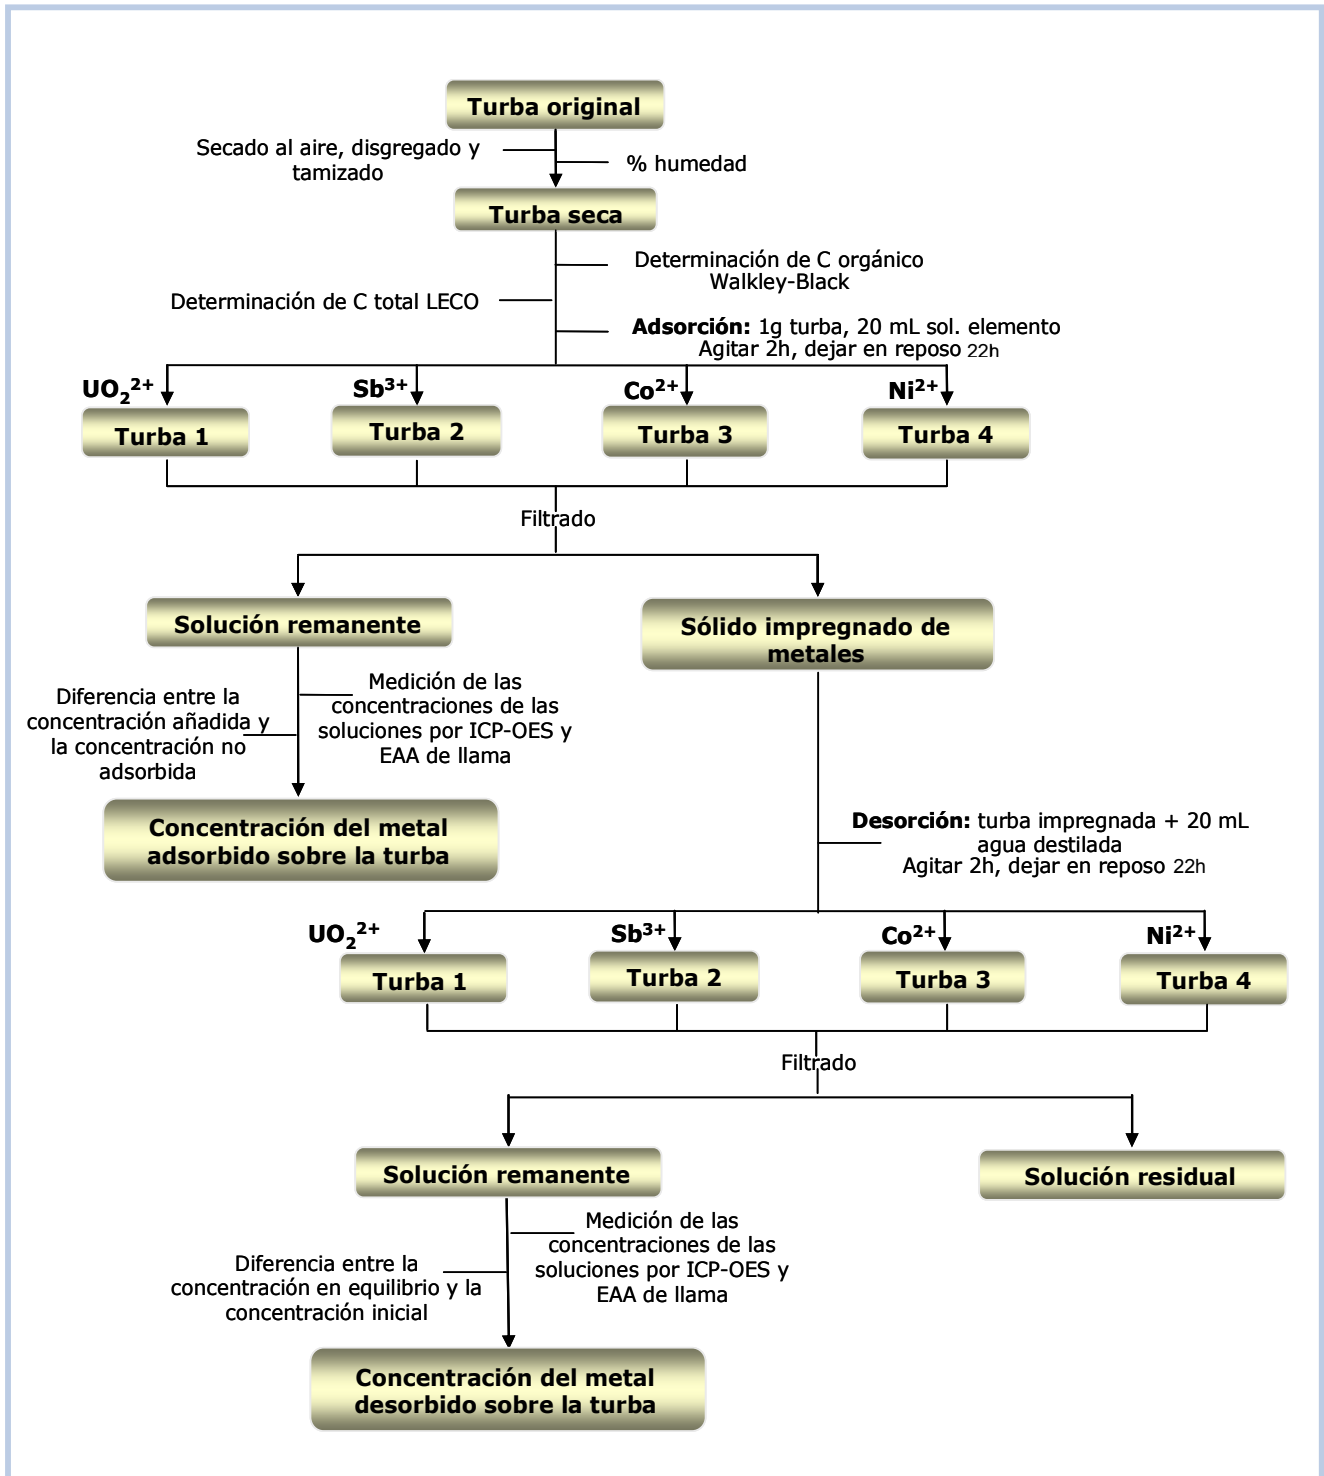 Turba original
Secado al aire, disgregado y
tamizado
% humedad
Turba seca
Determinación de C orgánico
Walkley-Black
Determinación de C total LECO
Adsorción: 1g turba, 20 mL sol. elemento
Agitar 2h, dejar en reposo 22h
UO₂²⁺
Sb³⁺
Co²⁺
Ni²⁺
Turba 1
Turba 2
Turba 3
Turba 4
Filtrado
Solución remanente
Sólido impregnado de
metales
Diferencia entre la
concentración añadida y
la concentración no
adsorbida
Medición de las
concentraciones de las
soluciones por ICP-OES y
EAA de llama
Concentración del metal
adsorbido sobre la turba
Desorción: turba impregnada + 20 mL
agua destilada
Agitar 2h, dejar en reposo 22h
UO₂²⁺
Sb³⁺
Co²⁺
Ni²⁺
Turba 1
Turba 2
Turba 3
Turba 4
Filtrado
Solución remanente
Solución residual
Medición de las
concentraciones de las
soluciones por ICP-OES y
EAA de llama
Diferencia entre la
concentración en equilibrio y la
concentración inicial
Concentración del metal
desorbido sobre la turba